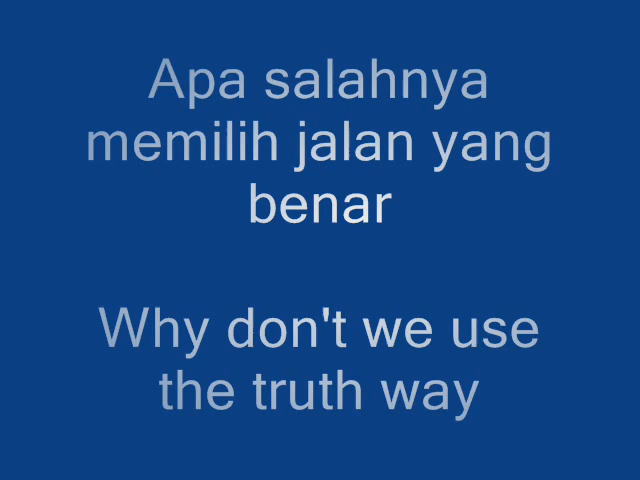 Apa salahnya
memilih jalan yang
benar
Why don't we use
the truth way